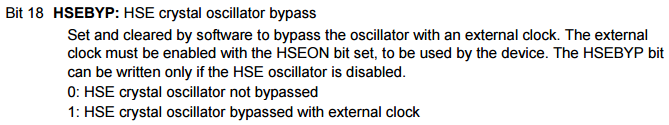 Bit 18 HSEBYP: HSE crystal oscillator bypass
Set and cleared by software to bypass the oscillator with an external clock. The external
clock must be enabled with the HSEON bit set, to be used by the device. The HSEBYP bit
can be written only if the HSE oscillator is disabled.
0: HSE crystal oscillator not bypassed
1: HSE crystal oscillator bypassed with external clock